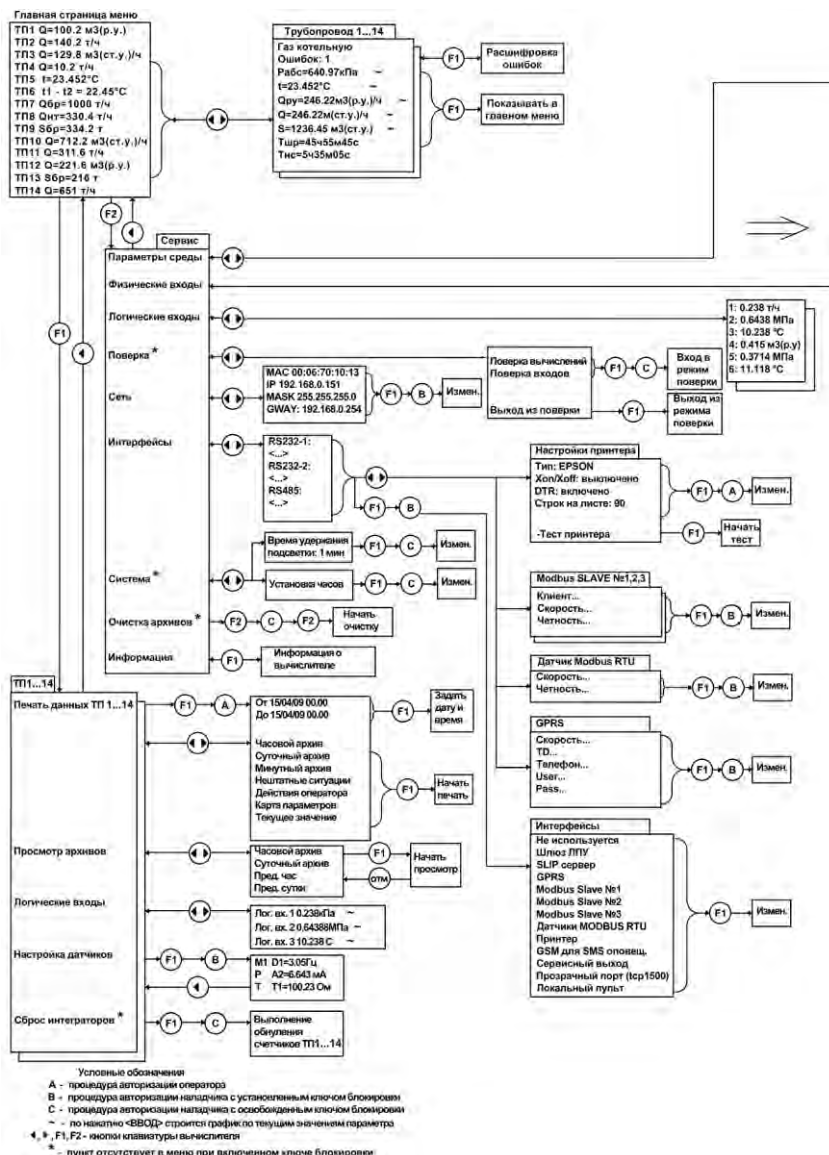 Главная страница меню
ТП1 Q=100.2 м3(р.у.)
ТП2 Q=140.2 т/ч
ТП3 Q=129.8 м3(ст.у.)/ч
ТП4 Q=10.2 т/ч
ТП5 t=23.452°C
ТП6 t1 - t2 = 22.45°C
ТП7 Qбр=1000 т/ч
ТП8 Qнт=330.4 т/ч
ТП9 Sбр=334.2 т
ТП10 Q=712.2 м3(ст.у.)/ч
ТП11 Q=311.6 т/ч
ТП12 Q=221.6 м3(р.у.)
ТП13 Sбр=216 т
ТП14 Q=651 т/ч
Трубопровод 1...14
Газ котельную
Ошибок: 1
Рабс=640.97кПа ~
t=23.452°C ~
Qру=246.22м3(р.у.)/ч ~
Q=246.22м(ст.у.)/ч ~
S=1236.45 м3(ст.у.) ~
Тшр=45ч55м45с
Тнс=5ч35м05с
F1
Расшифровка
ошибок
F1
Показывать в
главном меню
F2
F1
Сервис
Параметры среды
Физические входы
Логические входы
1: 0.238 т/ч
2: 0.6438 МПа
3: 10.238 °C
4: 0.415 м3(р.у)
5: 0.3714 МПа
6: 11.118 °C
Поверка *
Поверка вычислений
Поверка входов
Выход из поверки
F1
C
Вход в
режим
поверки
F1
Выход из
режима
поверки
Сеть
MAC 00:06:70:10:13
IP 192.168.0.151
MASK 255.255.255.0
GWAY: 192.168.0.254
F1
B
Измен.
Интерфейсы
RS232-1:
<...>
RS232-2:
<...>
RS485:
<...>
F1
B
Настройки принтера
Тип: EPSON
Xon/Xoff: выключено
DTR: включено
Строк на листе: 90
-Тест принтера
F1
A
Измен.
F1
Начать
тест
Система *
Время удержания
подсветки: 1 мин
F1
C
Измен.
Установка часов
F1
C
Измен.
Очистка архивов *
F2
C
F2
Начать
очистку
Информация
F1
Информация о
вычислителе
Modbus SLAVE №1,2,3
Клиент...
Скорость...
Четность...
F1
B
Измен.
Датчик Modbus RTU
Скорость...
Четность...
F1
B
Измен.
GPRS
Скорость...
TD...
Телефон...
User...
Pass...
F1
B
Измен.
Интерфейсы
Не используется
Шлюз ЛПУ
SLIP сервер
GPRS
Modbus Slave №1
Modbus Slave №2
Modbus Slave №3
Датчики MODBUS RTU
Принтер
GSM для SMS оповещ.
Сервисный выход
Прозрачный порт (tcp1500)
Локальный пульт
F1
Измен.
ТП1...14
Печать данных ТП 1...14
F1
A
От 15/04/09 00.00
До 15/04/09 00.00
Часовой архив
Суточный архив
Минутный архив
Нештатные ситуации
Действия оператора
Карта параметров
Текущее значение
F1
Задать
дату и
время
F1
Начать
печать
Просмотр архивов
Часовой архив
Суточный архив
Пред. час
Пред. сутки
F1
отм
Начать
просмотр
Логические входы
Лог. вх. 1 0.238кПа ~
Лог. вх. 2 0,64388МПа ~
Лог. вх. 3 10.238 C ~
Настройка датчиков
F1
B
М1 D1=3.05Гц
P A2=6.643 мА
T T1=100.23 Ом
Сброс интеграторов *
F1
C
Выполнение
обнуления
счетчиков ТП1...14
Условные обозначения
A - процедура авторизации оператора
B - процедура авторизации наладчика с установленным ключом блокировки
C - процедура авторизации наладчика с освобожденным ключом блокировки
~ - по нажатию <ВВОД> строится график по текущим значениям параметра
◄, ►, F1, F2 - кнопки клавиатуры вычислителя
* - пункт отсутствует в меню при включенном ключе блокировки